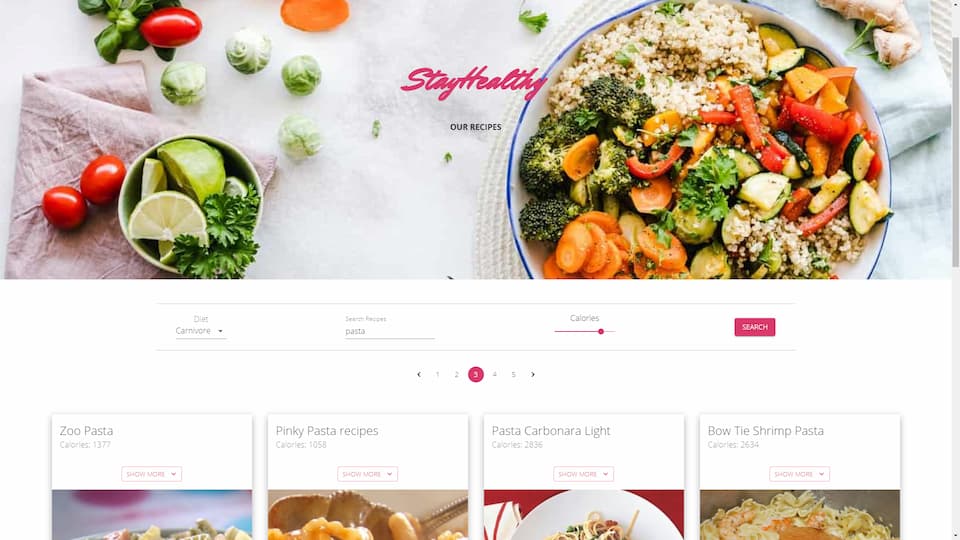 StayHealthy
OUR RECIPES
Diet
Carnivore
Search Recipes
pasta
Calories
SEARCH
1 2 3 4 5
Zoo Pasta
Calories: 1377
SHOW MORE
Pinky Pasta recipes
Calories: 1058
SHOW MORE
Pasta Carbonara Light
Calories: 2836
SHOW MORE
Bow Tie Shrimp Pasta
Calories: 2634
SHOW MORE